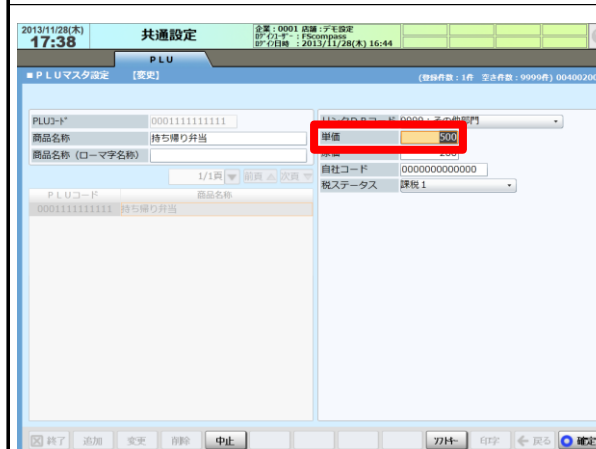 2013/11/28(木)
17:38
共通設定
企業：0001 店舗：デモ設定
ﾛｸﾞｲﾝﾕｰｻﾞｰ：FScompass
ﾛｸﾞｲﾝ日時 ：2013/11/28(木) 16:44
PLU
■ＰＬＵマスタ設定 【変更】
(登録件数：1件 空き件数：9999件) 00400200
PLUｺｰﾄﾞ 0001111111111
商品名称 持ち帰り弁当
商品名称（ローマ字名称）
1/1頁 前頁 次頁
ＰＬＵコード 商品名称
0001111111111 持ち帰り弁当
単価 500
自社コード 0000000000000
税ステータス 課税１
終了 追加 変更 削除 中止 ｿﾌﾄｷｰ 印字 戻る 確定